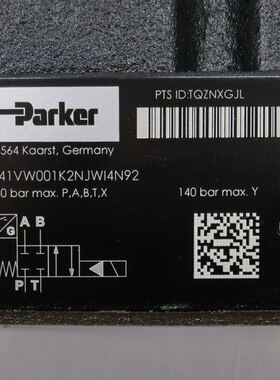 Parker
PTS ID:TQZNXGJL
564 Kaarst, Germany
41VW001K2NJWI4N92
0 bar max. P,A,B,T,X
140 bar max. Y
G
A B
P T